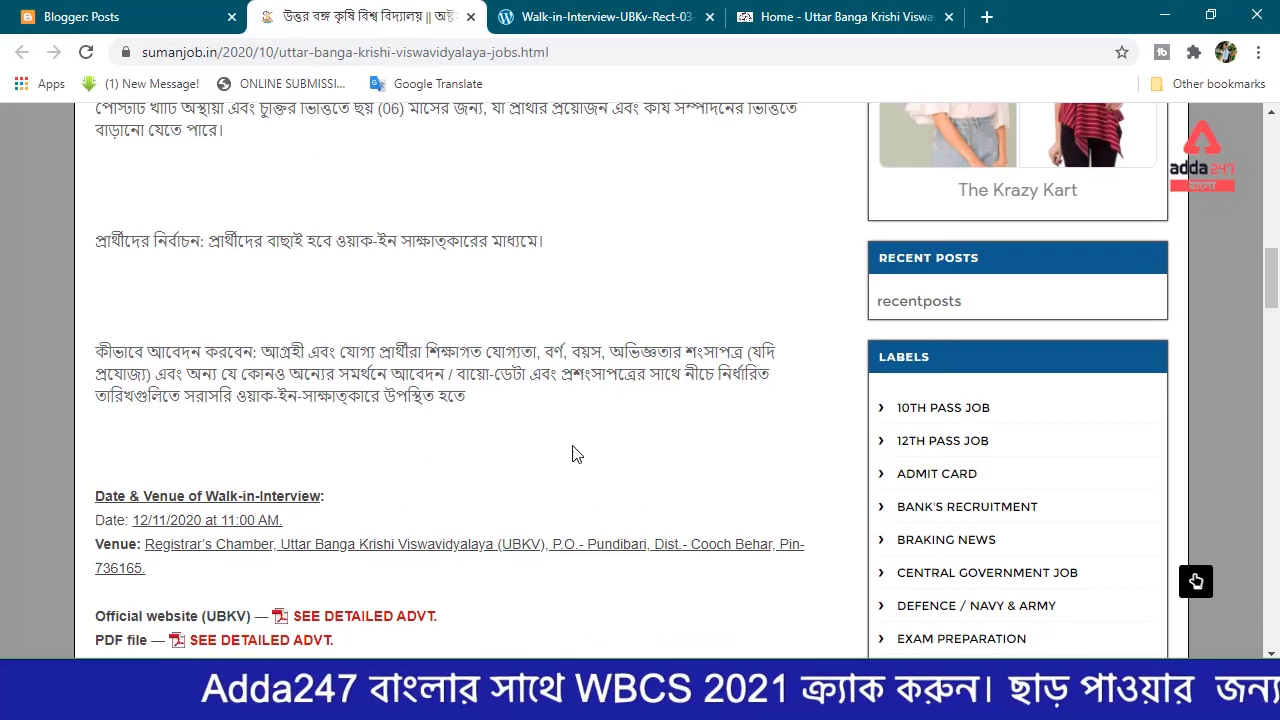 Blogger: Posts
উত্তর বঙ্গ কৃষি বিশ্ব বিদ্যালয় || অষ্ট
Walk-in-Interview-UBKv-Rect-03-
Home - Uttar Banga Krishi Viswa
sumanjob.in/2020/10/uttar-banga-krishi-viswavidyalaya-jobs.html
Apps
(1) New Message!
ONLINE SUBMISSI...
Google Translate
Other bookmarks
পোস্টটি খাঁটি অস্থায়ী এবং চুক্তির ভিত্তিতে ছয় (06) মাসের জন্য, যা প্রার্থীর প্রয়োজন এবং কার্য সম্পাদনের ভিত্তিতে
বাড়ানো যেতে পারে।
প্রার্থীদের নির্বাচন: প্রার্থীদের বাছাই হবে ওয়াক-ইন সাক্ষাত্কারের মাধ্যমে।
কীভাবে আবেদন করবেন: আগ্রহী এবং যোগ্য প্রার্থীরা শিক্ষাগত যোগ্যতা, বর্ণ, বয়স, অভিজ্ঞতার শংসাপত্র (যদি
প্রযোজ্য) এবং অন্য যে কোনও অন্যের সমর্থনে আবেদন / বায়ো-ডেটা এবং প্রশংসাপত্রের সাথে নীচে নির্ধারিত
তারিখগুলিতে সরাসরি ওয়াক-ইন-সাক্ষাত্কারে উপস্থিত হতে
Date & Venue of Walk-in-Interview:
Date: 12/11/2020 at 11:00 AM.
Venue: Registrar's Chamber, Uttar Banga Krishi Viswavidyalaya (UBKV), P.O.- Pundibari, Dist.- Cooch Behar, Pin-
736165.
Official website (UBKV) — SEE DETAILED ADVT.
PDF file — SEE DETAILED ADVT.
The Krazy Kart
RECENT POSTS
recentposts
LABELS
› 10TH PASS JOB
› 12TH PASS JOB
› ADMIT CARD
› BANK'S RECRUITMENT
› BRAKING NEWS
› CENTRAL GOVERNMENT JOB
› DEFENCE / NAVY & ARMY
› EXAM PREPARATION
adda247
বাংলা
Adda247 বাংলার সাথে WBCS 2021 ক্র্যাক করুন। ছাড় পাওয়ার জন্য